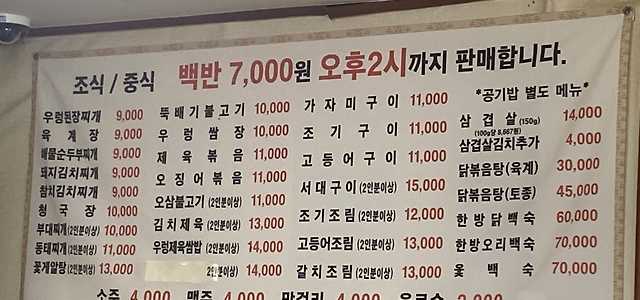 조식 / 중식 백반 7,000원 오후2시까지 판매합니다.
우렁된장찌개 9,000
육계장 9,000
해물순두부찌개 9,000
돼지김치찌개 9,000
참치김치찌개 9,000
청국장 10,000
부대찌개(2인분이상) 10,000
동태찌개(2인분이상) 11,000
꽃게알탕(2인분이상) 13,000
뚝배기불고기 10,000
우렁쌈장 10,000
제육볶음 11,000
오징어볶음 11,000
오삼불고기(2인분이상) 11,000
김치제육(2인분이상) 13,000
우렁제육쌈밥(2인분이상) 14,000
2인분이상) 14,000
가자미구이 11,000
조기구이 11,000
고등어구이 11,000
서대구이(2인분이상) 15,000
조기조림(2인분이상) 12,000
고등어조림(2인분이상) 13,000
갈치조림(2인분이상) 13,000
*공기밥 별도 메뉴*
삼겹살(150g) 14,000
(100g당 8,667원)
삼겹살김치추가 4,000
닭볶음탕(육계) 30,000
닭볶음탕(토종) 45,000
한방닭백숙 60,000
한방오리백숙 70,000
옻백숙 70,000
소주 4,000 맥주 4,000 막걸리 4,000 음료수 2,000